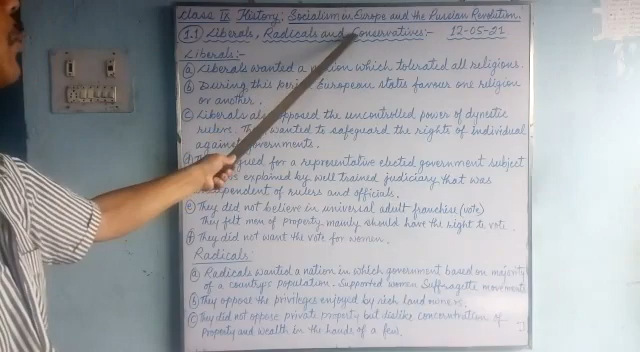 Class IX History: Socialism in Europe and the Russian Revolution.
1.1 Liberals, Radicals and Conservatives:- 12-05-21
Liberals:-
(a) Liberals wanted a nation which tolerated all religions.
(b) During this period European states favour one religion
or another.
(c) Liberals also opposed the uncontrolled power of dynestic
rulers. They wanted to safeguard the rights of individual
against governments.
(d) argued for a representative elected government subject
explained by well trained judiciary that was
independent of rulers and officials.
(e) They did not believe in universal adult franchise (vote)
They felt men of property mainly should have the right to vote.
(f) They did not want the vote for women.
Radicals:
(a) Radicals wanted a nation in which government based on majority
of a country's population. Supported women Suffragette movements
(b) They oppose the privileges enjoyed by rich land owners.
(c) They did not oppose private property but dislike concentration of
Property and wealth in the hands of a few.